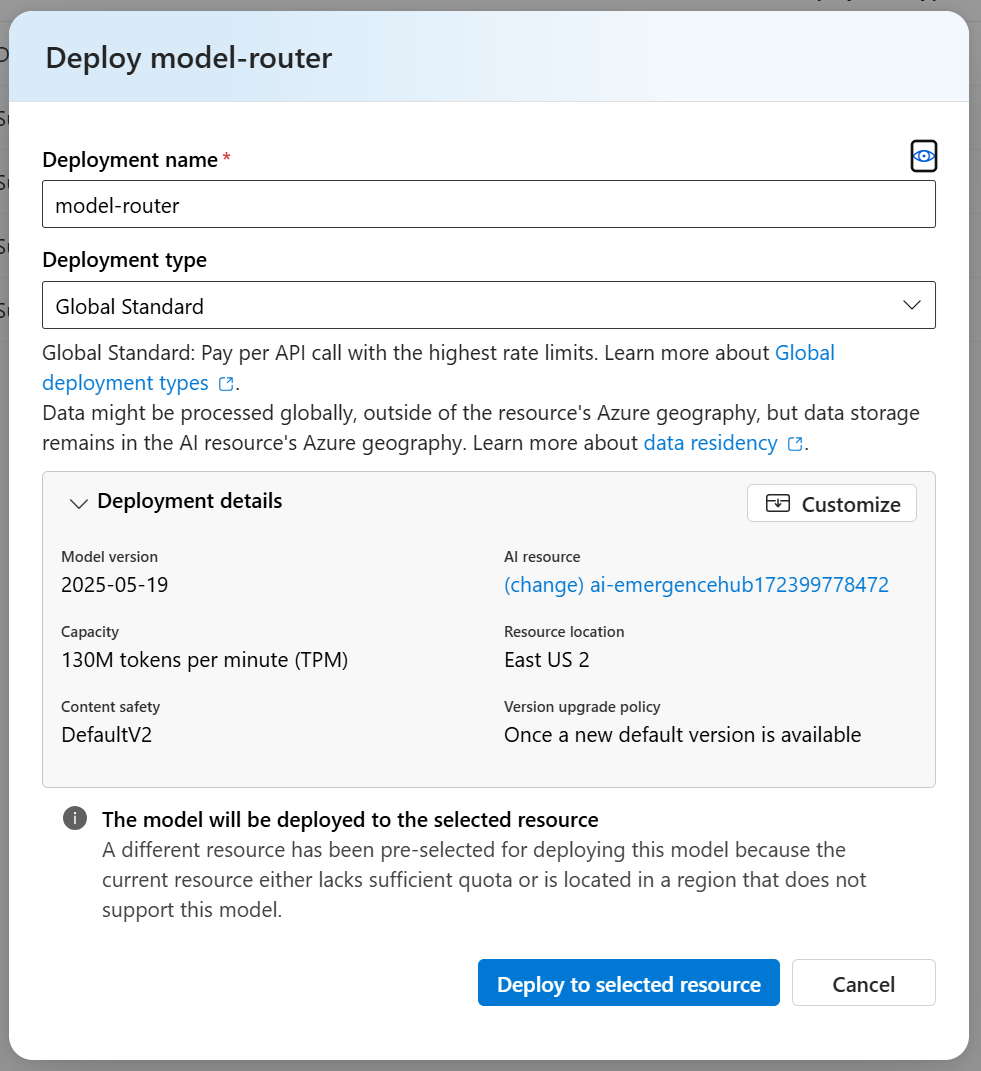 Deploy model-router
Deployment name *
model-router
Deployment type
Global Standard
Global Standard: Pay per API call with the highest rate limits. Learn more about Global
deployment types .
Data might be processed globally, outside of the resource's Azure geography, but data storage
remains in the AI resource's Azure geography. Learn more about data residency .
Deployment details
Customize
Model version
2025-05-19
AI resource
(change) ai-emergencehub172399778472
Capacity
130M tokens per minute (TPM)
Resource location
East US 2
Content safety
DefaultV2
Version upgrade policy
Once a new default version is available
The model will be deployed to the selected resource
A different resource has been pre-selected for deploying this model because the
current resource either lacks sufficient quota or is located in a region that does not
support this model.
Deploy to selected resource
Cancel